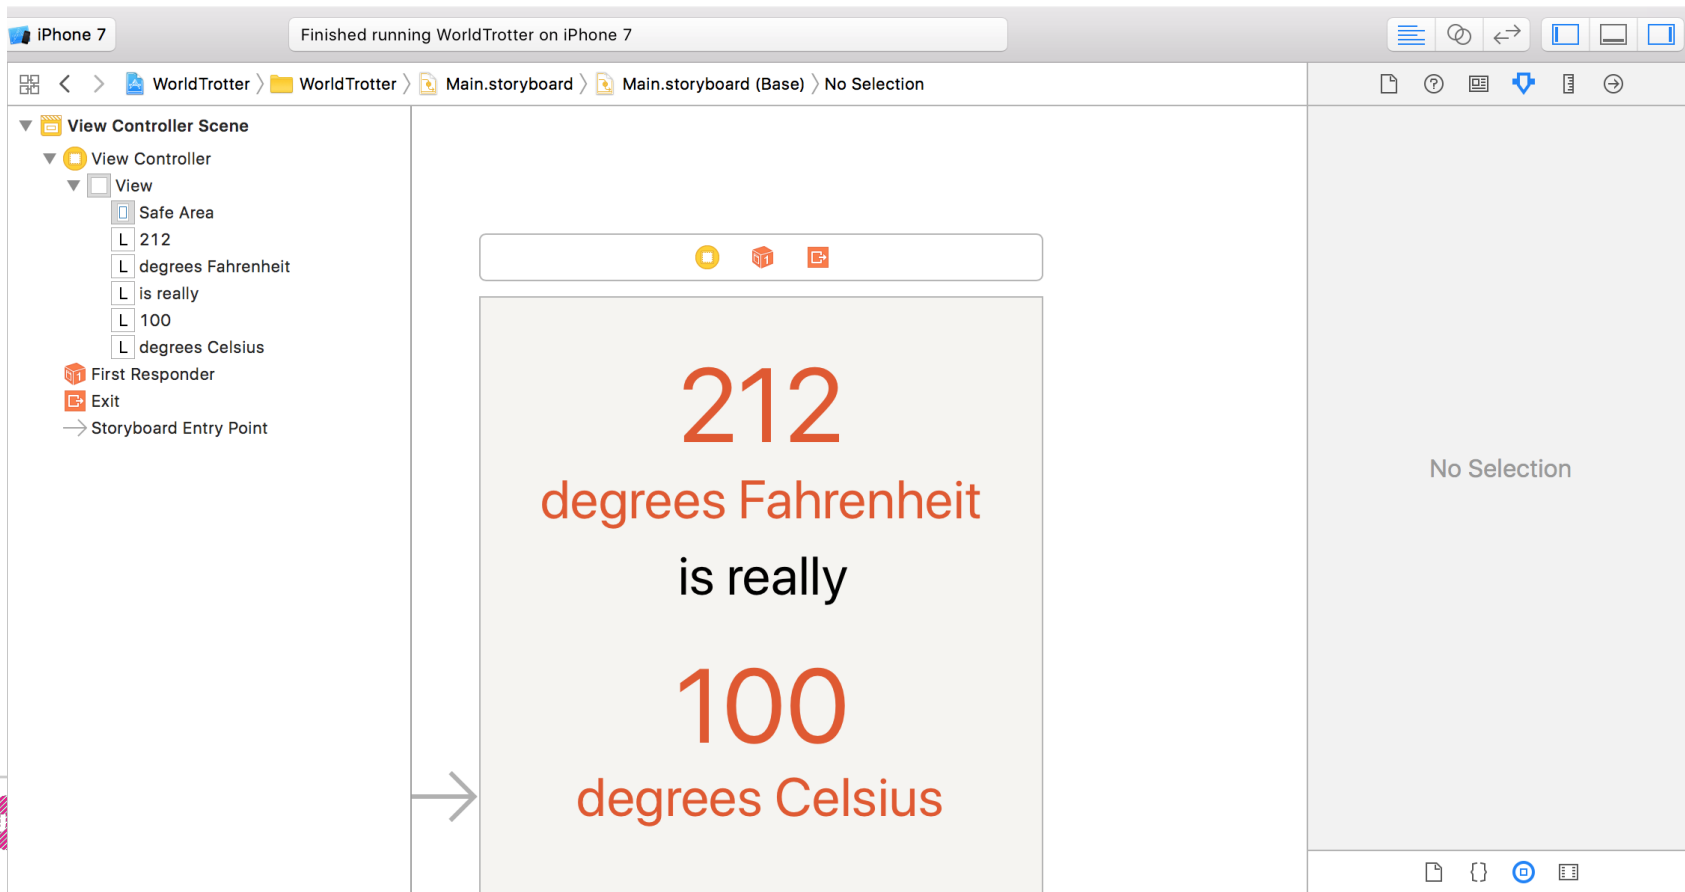 iPhone 7
Finished running WorldTrotter on iPhone 7
WorldTrotter WorldTrotter Main.storyboard Main.storyboard (Base) No Selection
View Controller Scene
View Controller
View
Safe Area
L 212
L degrees Fahrenheit
L is really
L 100
L degrees Celsius
First Responder
Exit
Storyboard Entry Point
212
degrees Fahrenheit
is really
100
degrees Celsius
No Selection